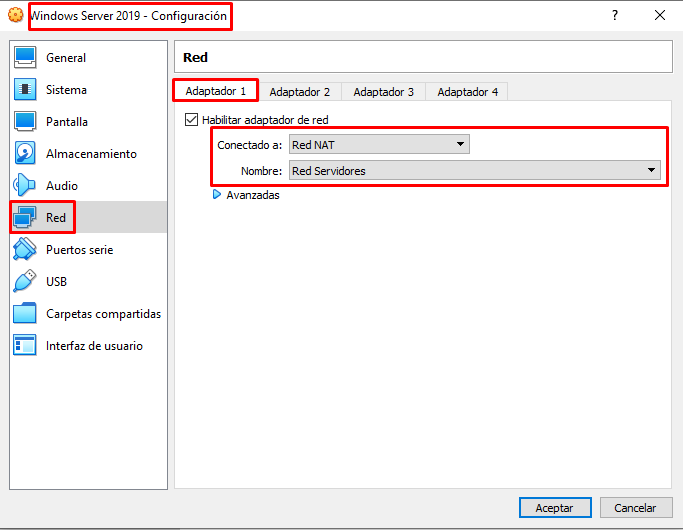 Windows Server 2019 - Configuración
?
General
Sistema
Pantalla
Almacenamiento
Audio
Red
Puertos serie
USB
Carpetas compartidas
Interfaz de usuario
Red
Adaptador 1 Adaptador 2 Adaptador 3 Adaptador 4
Habilitar adaptador de red
Conectado a: Red NAT
Nombre: Red Servidores
Avanzadas
Aceptar Cancelar